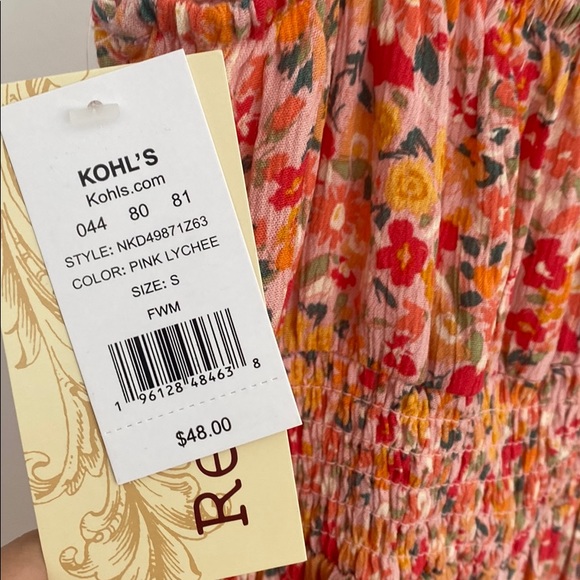 KOHL'S
Kohls.com
044 80 81
STYLE: NKD49871Z63
COLOR: PINK LYCHEE
SIZE: S
FWM
1 96128 48463 8
$48.00
Re